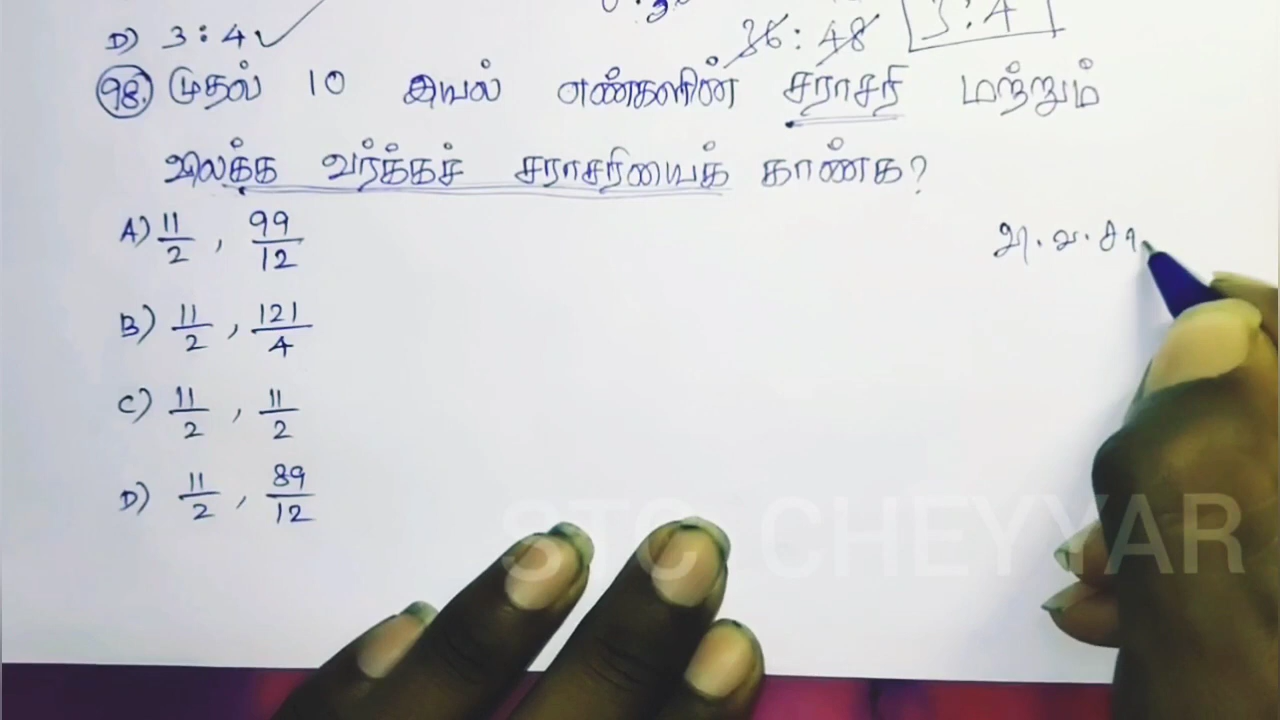 D) 3 : 4 ✓
36 : 48
3:4
98. முதல் 10 இயல் எண்களின் சராசரி மற்றும்
விலக்க வர்க்கச் சராசரியைக் காண்க?
A) 11/2 , 99/12
B) 11/2 , 121/4
C) 11/2 , 11/2
D) 11/2 , 89/12
வி. வ. சா
STC CHEYYAR